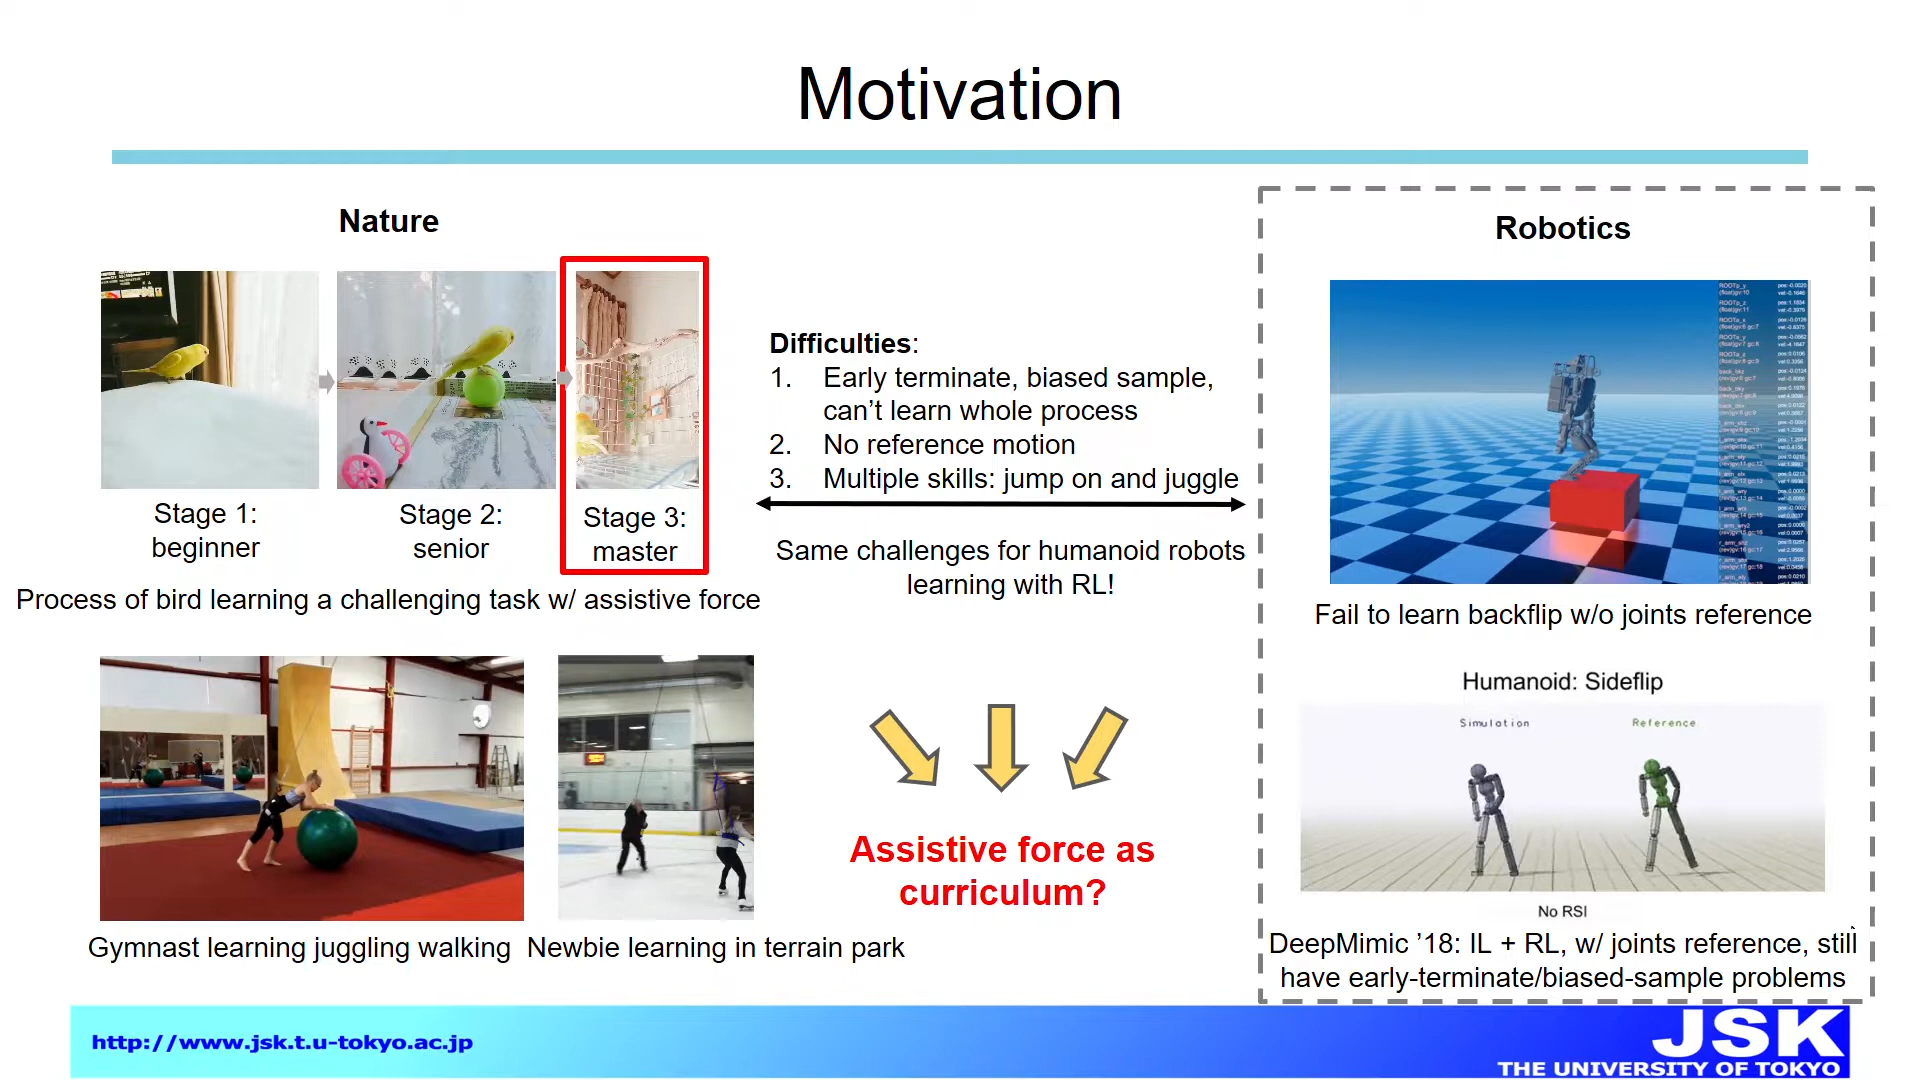 Motivation
Nature
Stage 1:
beginner
Stage 2:
senior
Stage 3:
master
Process of bird learning a challenging task w/ assistive force
Gymnast learning juggling walking
Newbie learning in terrain park
Difficulties:
1. Early terminate, biased sample,
can’t learn whole process
2. No reference motion
3. Multiple skills: jump on and juggle
Same challenges for humanoid robots
learning with RL!
Assistive force as
curriculum?
Robotics
Fail to learn backflip w/o joints reference
Humanoid: Sideflip
Simulation
Reference
No RSI
DeepMimic ’18: IL + RL, w/ joints reference, still
have early-terminate/biased-sample problems
http://www.jsk.t.u-tokyo.ac.jp
JSK
THE UNIVERSITY OF TOKYO